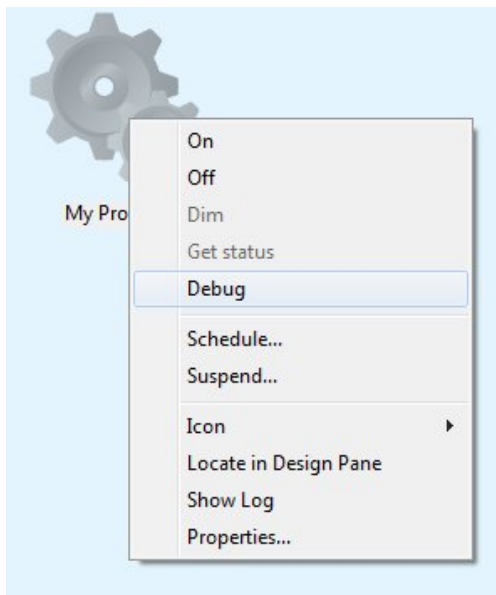 My Pro
On
Off
Dim
Get status
Debug
Schedule...
Suspend...
Icon
Locate in Design Pane
Show Log
Properties...